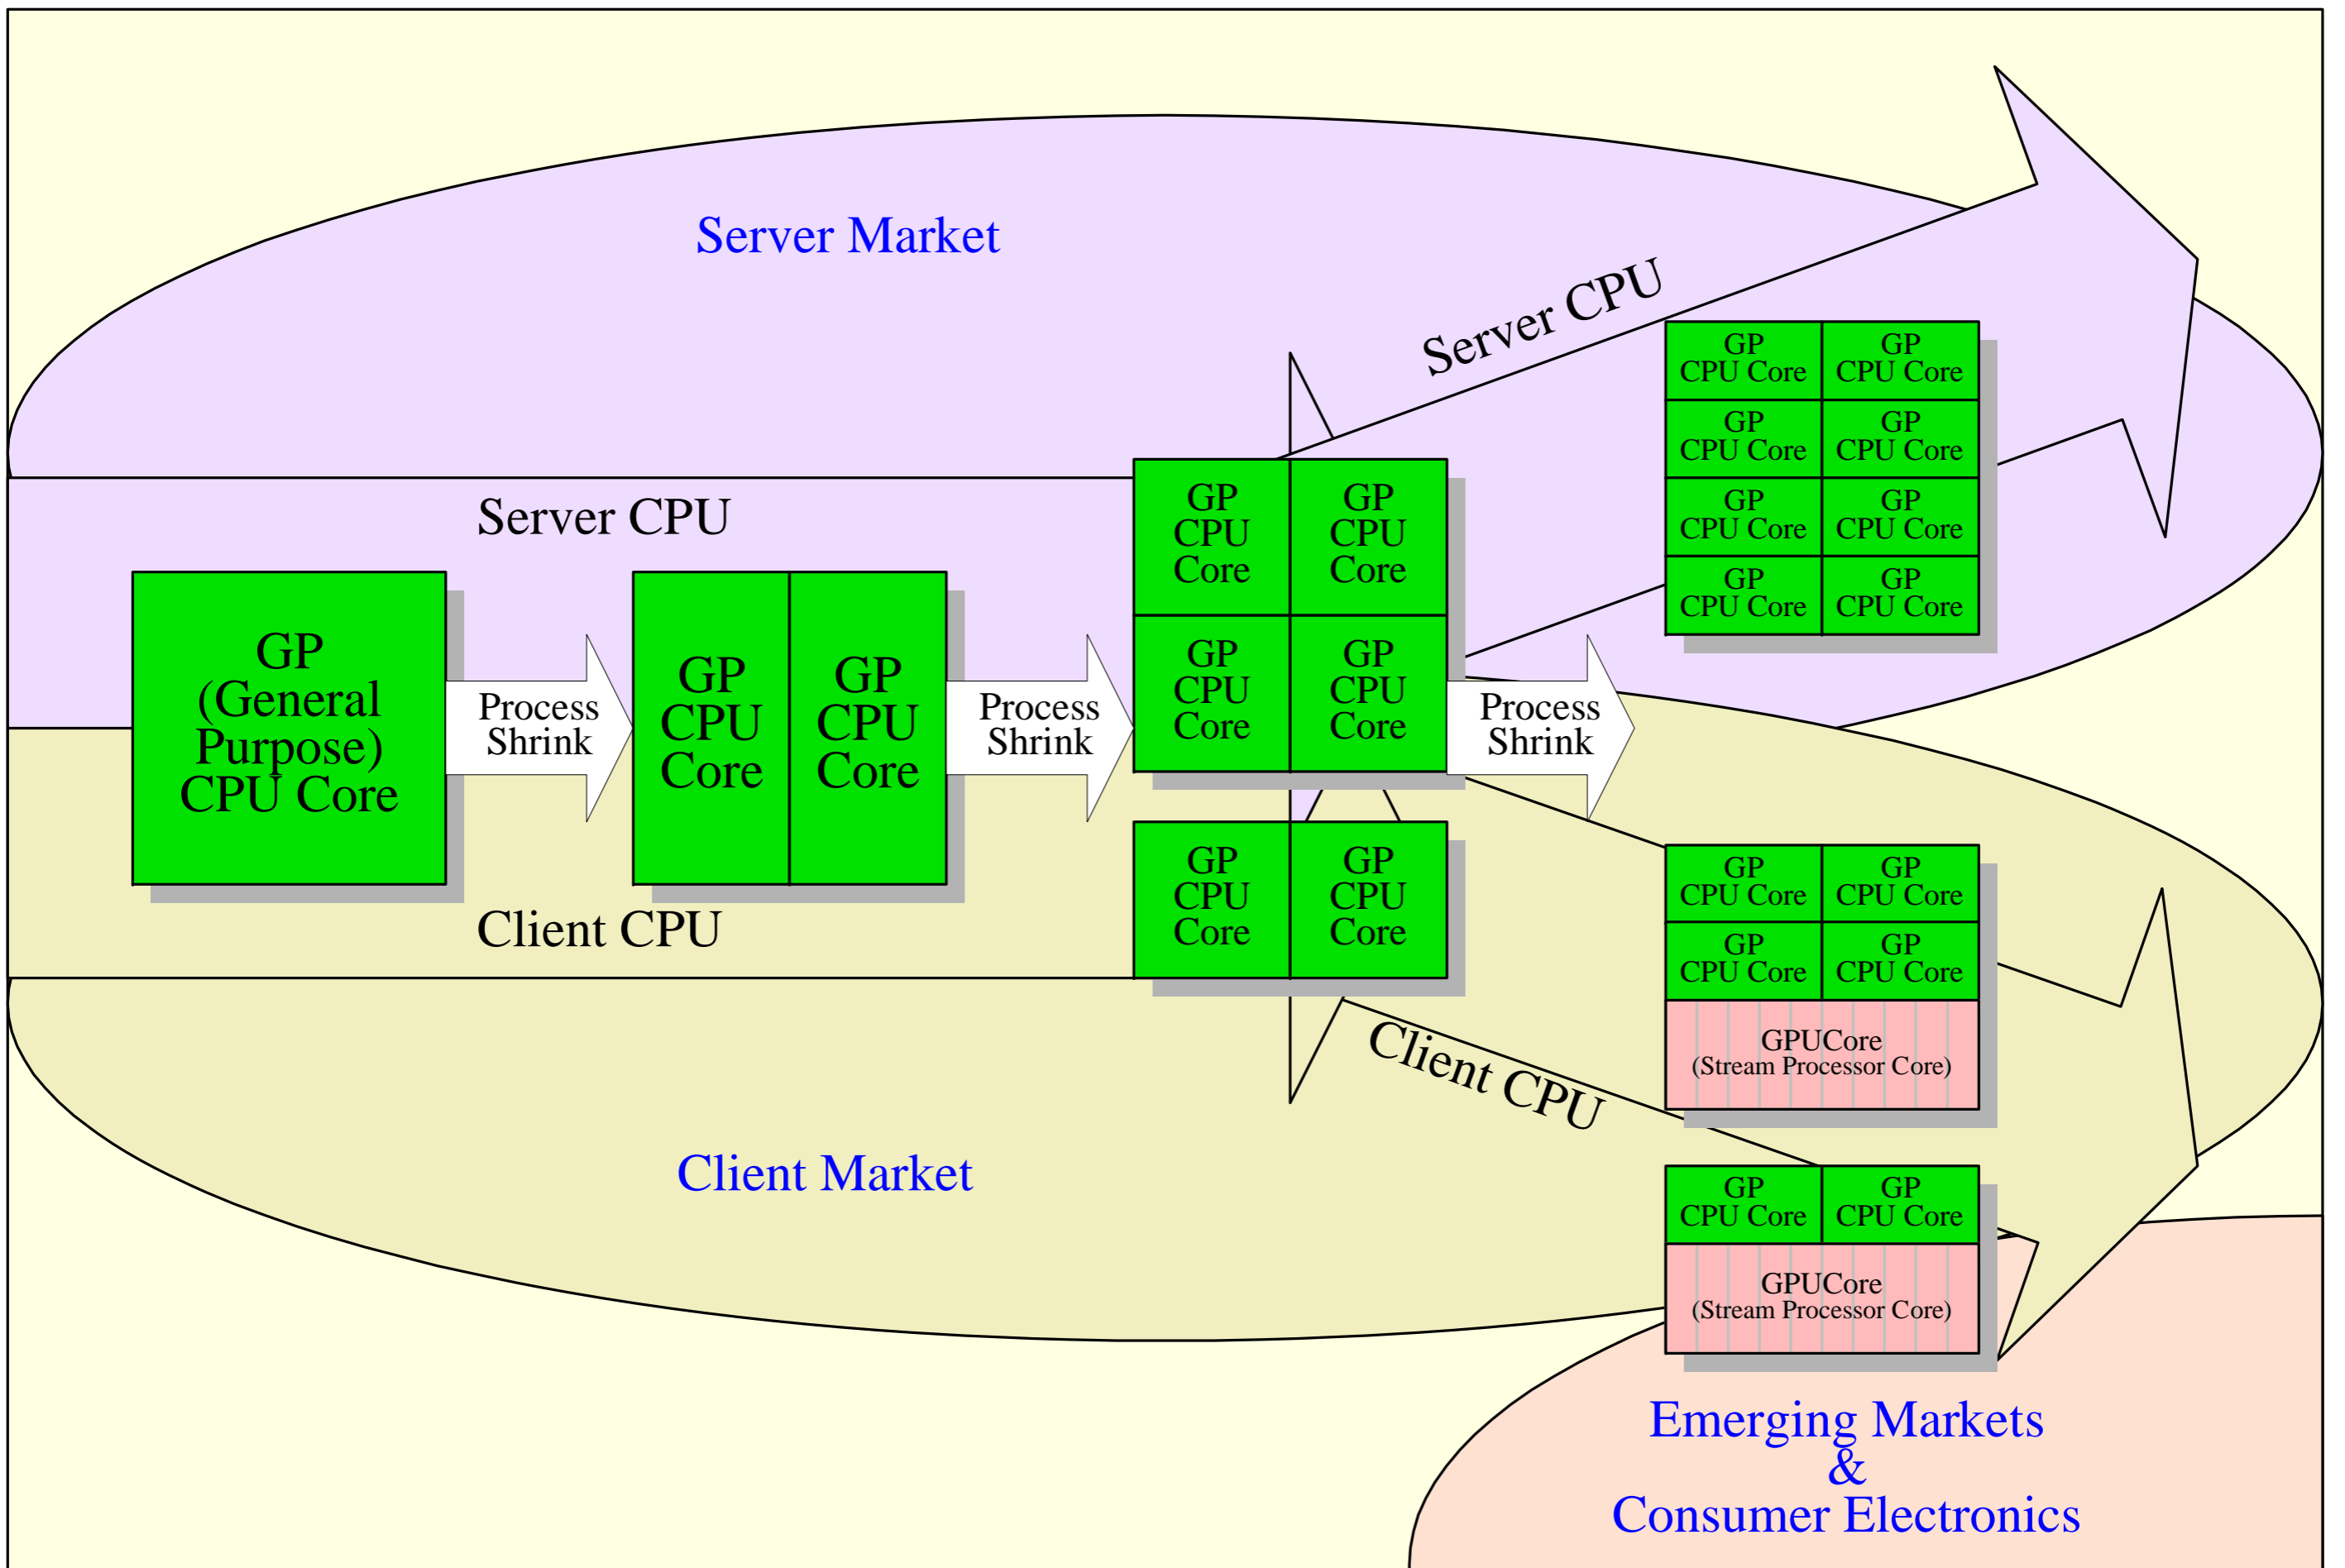 Server Market
Server CPU
Server CPU
GP
(General
Purpose)
CPU Core
Process
Shrink
GP
CPU
Core
GP
CPU
Core
Process
Shrink
GP
CPU
Core
GP
CPU
Core
GP
CPU
Core
GP
CPU
Core
Process
Shrink
GP
CPU Core
GP
CPU Core
GP
CPU Core
GP
CPU Core
GP
CPU Core
GP
CPU Core
GP
CPU Core
GP
CPU Core
Client CPU
GP
CPU
Core
GP
CPU
Core
Client CPU
GP
CPU Core
GP
CPU Core
GP
CPU Core
GP
CPU Core
GPUCore
(Stream Processor Core)
Client Market
GP
CPU Core
GP
CPU Core
GPUCore
(Stream Processor Core)
Emerging Markets
&
Consumer Electronics